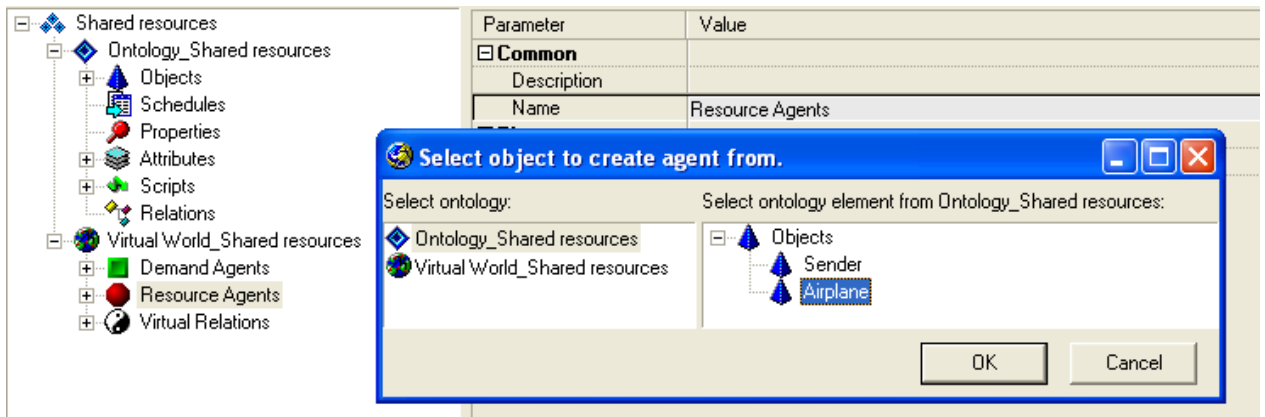 Shared resources
Ontology_Shared resources
Objects
Schedules
Properties
Attributes
Scripts
Relations
Virtual World_Shared resources
Demand Agents
Resource Agents
Virtual Relations
Parameter Value
Common
Description
Name Resource Agents
Select object to create agent from.
Select ontology:
Ontology_Shared resources
Virtual World_Shared resources
Select ontology element from Ontology_Shared resources:
Objects
Sender
Airplane
OK Cancel